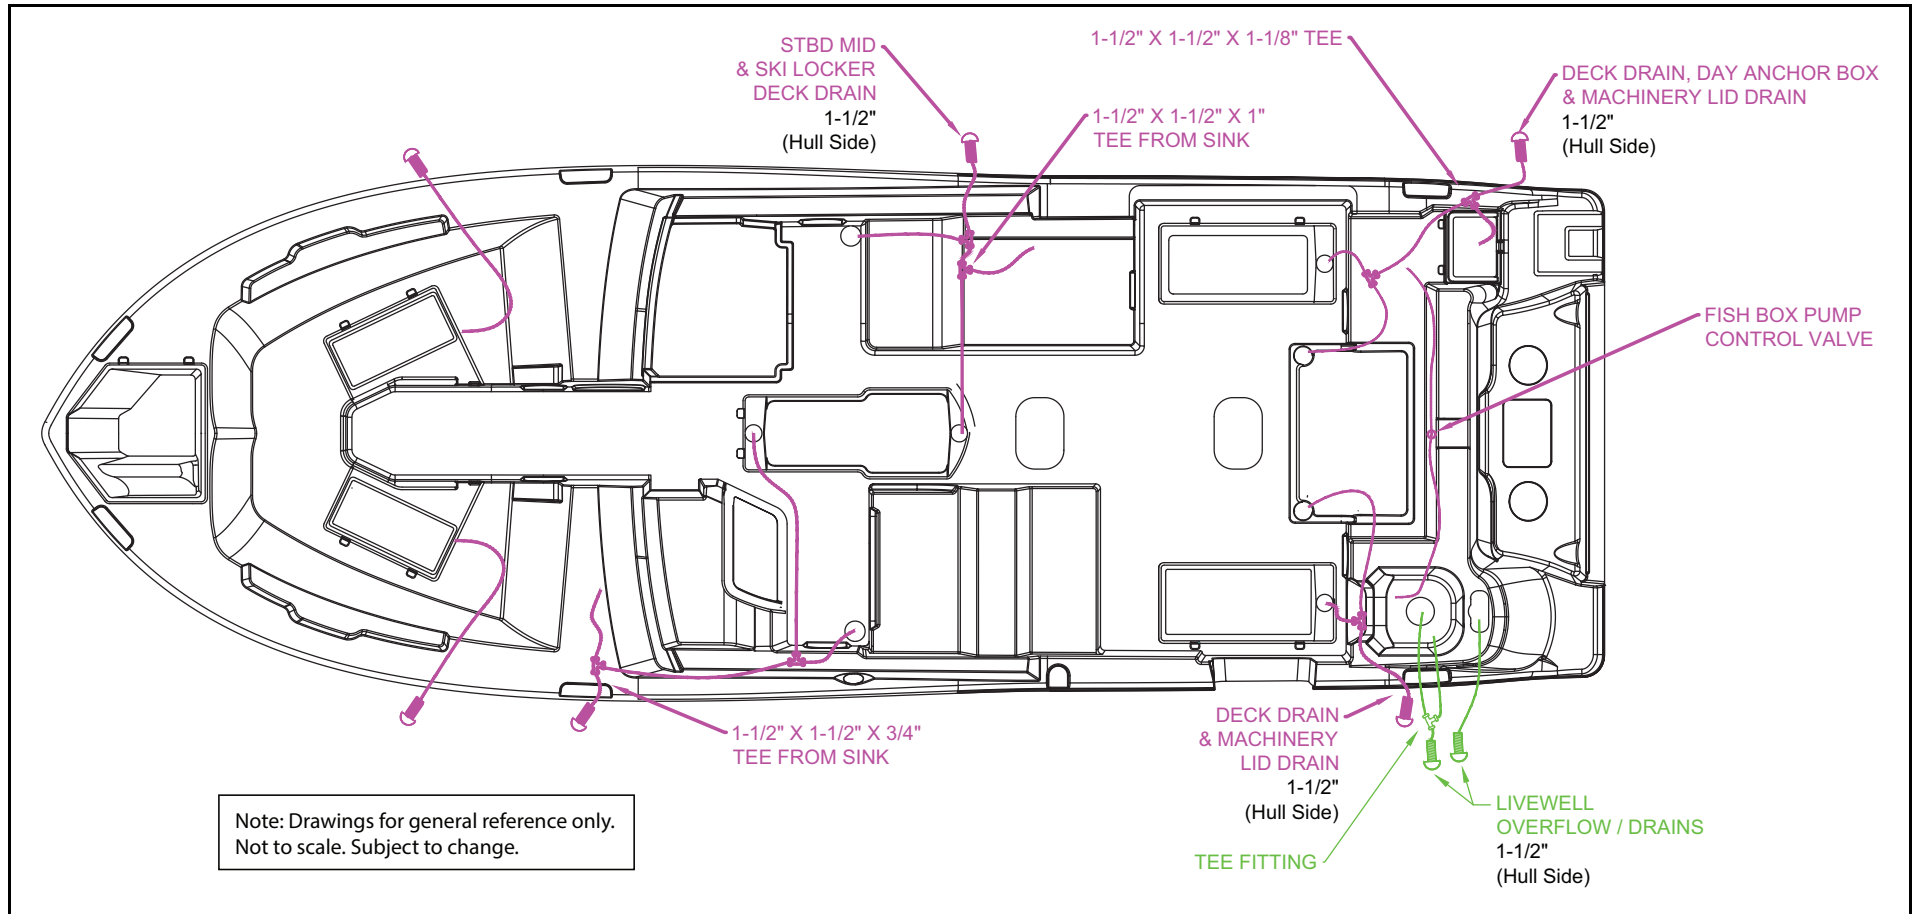 STBD MID
& SKI LOCKER
DECK DRAIN
1-1/2"
(Hull Side)
1-1/2" X 1-1/2" X 1-1/8" TEE
1-1/2" X 1-1/2" X 1"
TEE FROM SINK
DECK DRAIN, DAY ANCHOR BOX
& MACHINERY LID DRAIN
1-1/2"
(Hull Side)
FISH BOX PUMP
CONTROL VALVE
1-1/2" X 1-1/2" X 3/4"
TEE FROM SINK
DECK DRAIN
& MACHINERY
LID DRAIN
1-1/2"
(Hull Side)
LIVEWELL
OVERFLOW / DRAINS
1-1/2"
(Hull Side)
TEE FITTING
Note: Drawings for general reference only.
Not to scale. Subject to change.